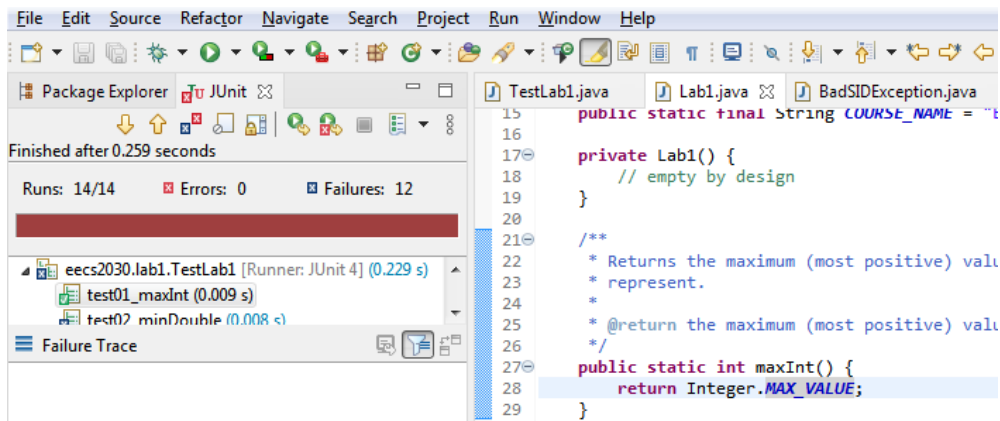 File Edit Source Refactor Navigate Search Project Run Window Help
Package Explorer JUnit
Finished after 0.259 seconds
Runs: 14/14 Errors: 0 Failures: 12
eecs2030.lab1.TestLab1 [Runner: JUnit 4] (0.229 s)
test01_maxInt (0.009 s)
test02_minDouble (0.008 s)
Failure Trace
TestLab1.java Lab1.java BadSIDException.java
15 public static final String COURSE_NAME = "E
16
17 private Lab1() {
18 // empty by design
19 }
20
21 /**
22 * Returns the maximum (most positive) valu
23 * represent.
24 *
25 * @return the maximum (most positive) valu
26 */
27 public static int maxInt() {
28 return Integer.MAX_VALUE;
29 }